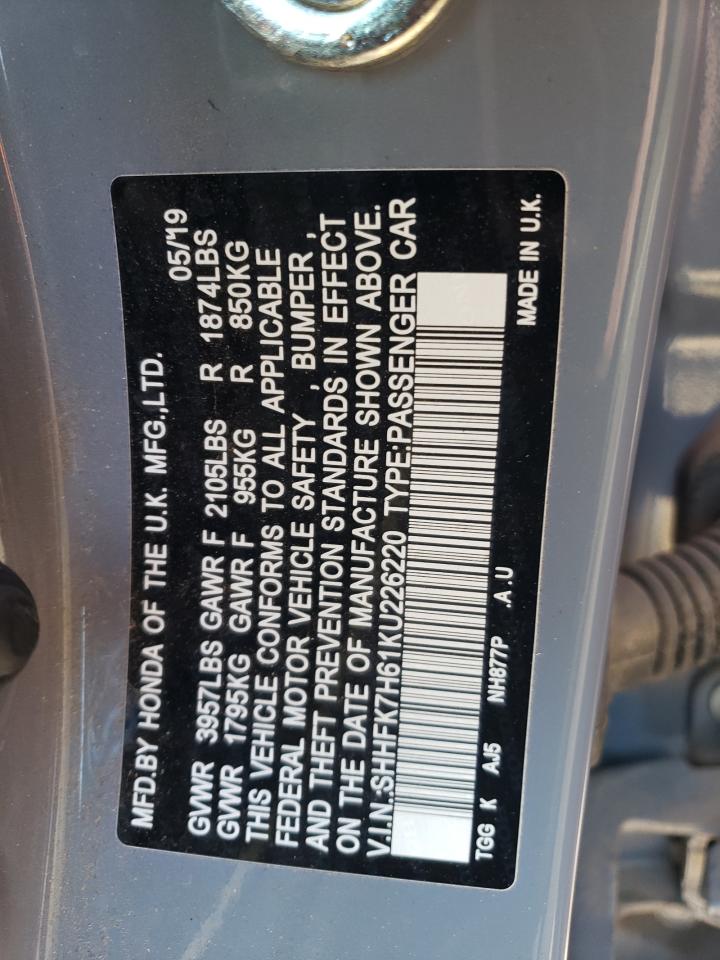 MFD.BY HONDA OF THE U.K. MFG.,LTD. 05/19
GVWR 3957LBS GAWR F 2105LBS R 1874LBS
GVWR 1795KG GAWR F 955KG R 850KG
THIS VEHICLE CONFORMS TO ALL APPLICABLE
FEDERAL MOTOR VEHICLE SAFETY , BUMPER ,
AND THEFT PREVENTION STANDARDS IN EFFECT
ON THE DATE OF MANUFACTURE SHOWN ABOVE.
V.I.N.:SHHFK7H61KU226220 TYPE:PASSENGER CAR
TGG K AJ5 NH877P .A.U MADE IN U.K.